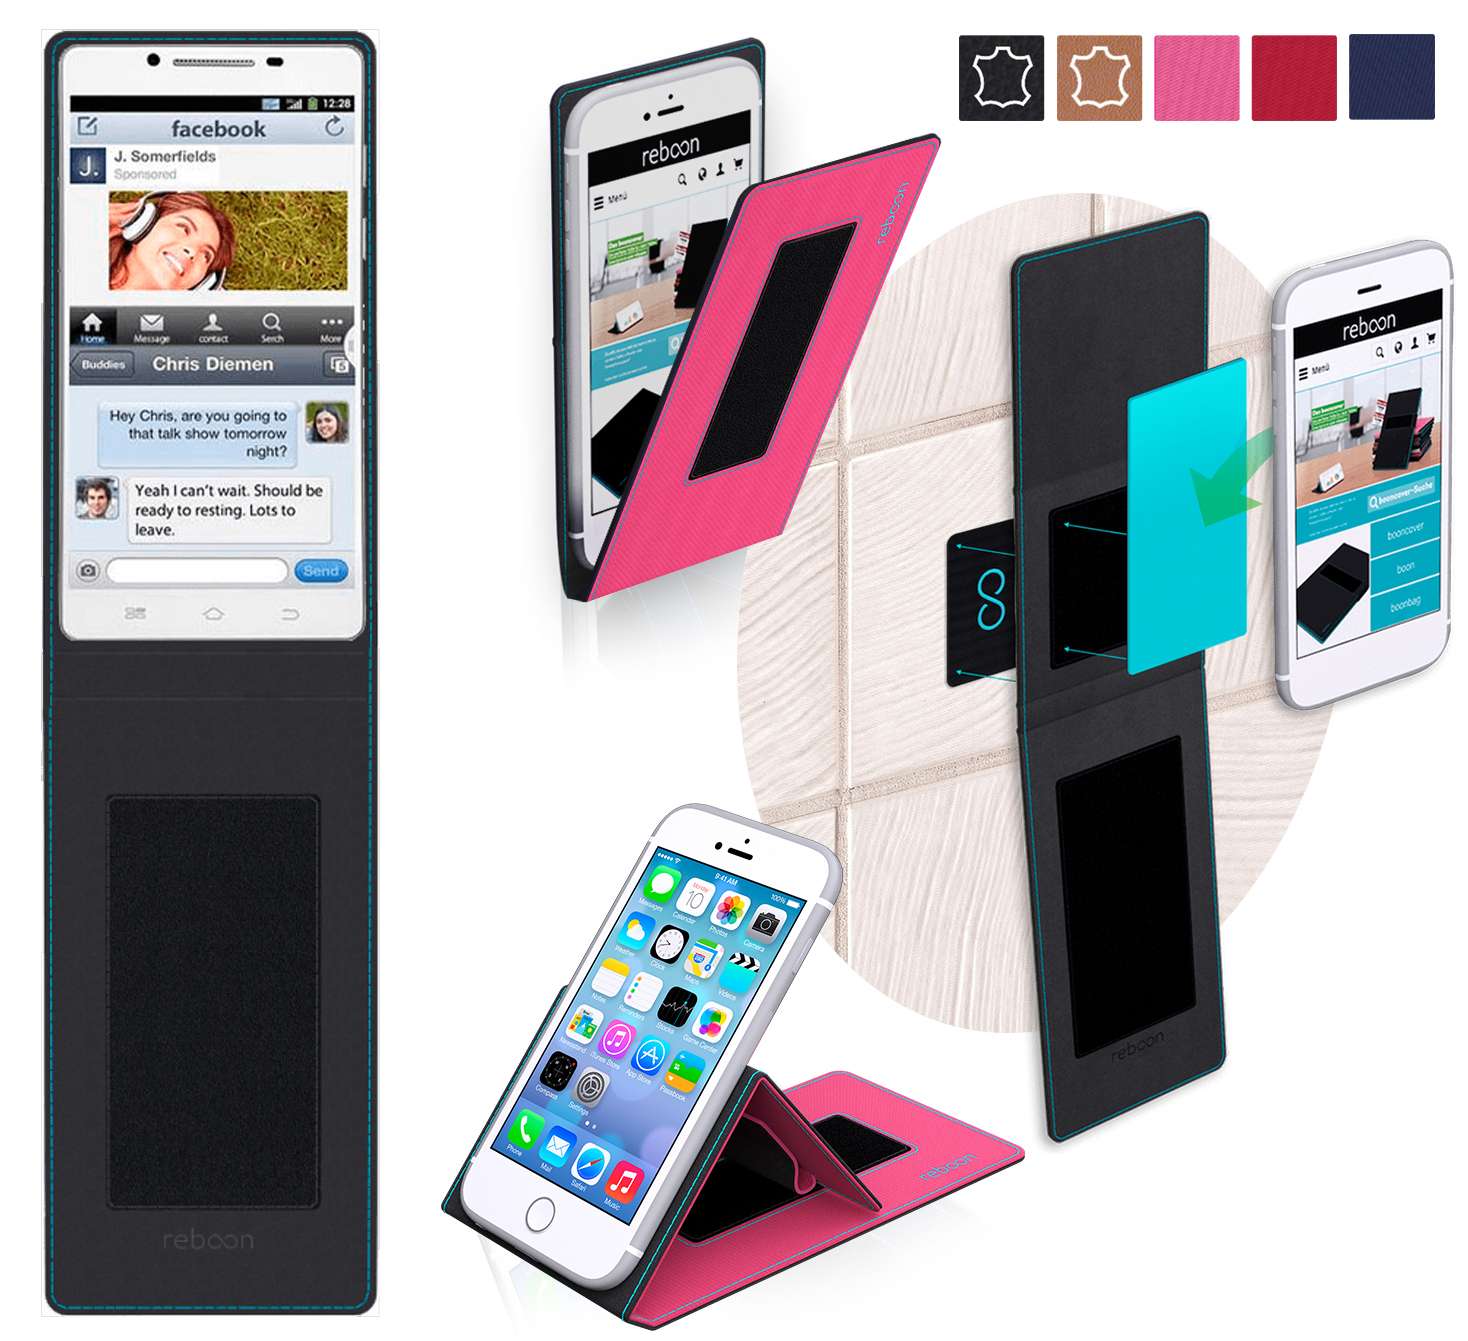 12:28
facebook
J. Somerfields
Sponsored
J.
Home
Message
contact
Serch
More
Buddies
Chris Diemen
5
Hey Chris, are you going to
that talk show tomorrow
night?
Yeah I can't wait. Should be
ready to resting. Lots to
leave.
Send
reboon
reboon
Menü
reboon
reboon
Menü
booncover-Suche
booncover
boon
boonbag
reboon
9:41 AM
100%
Messages
Monday
10
Calendar
Photos
Camera
Weather
Clock
Maps
Videos
Notes
Reminders
Stocks
Game Center
Newsstand
iTunes Store
App Store
Passbook
Compass
Settings
Phone
Mail
Safari
Music
reboon